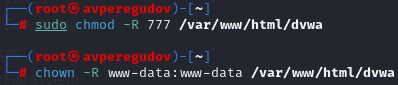 ┌──(root㉿avperegudov)-[~]
└─# sudo chmod -R 777 /var/www/html/dvwa
┌──(root㉿avperegudov)-[~]
└─# chown -R www-data:www-data /var/www/html/dvwa